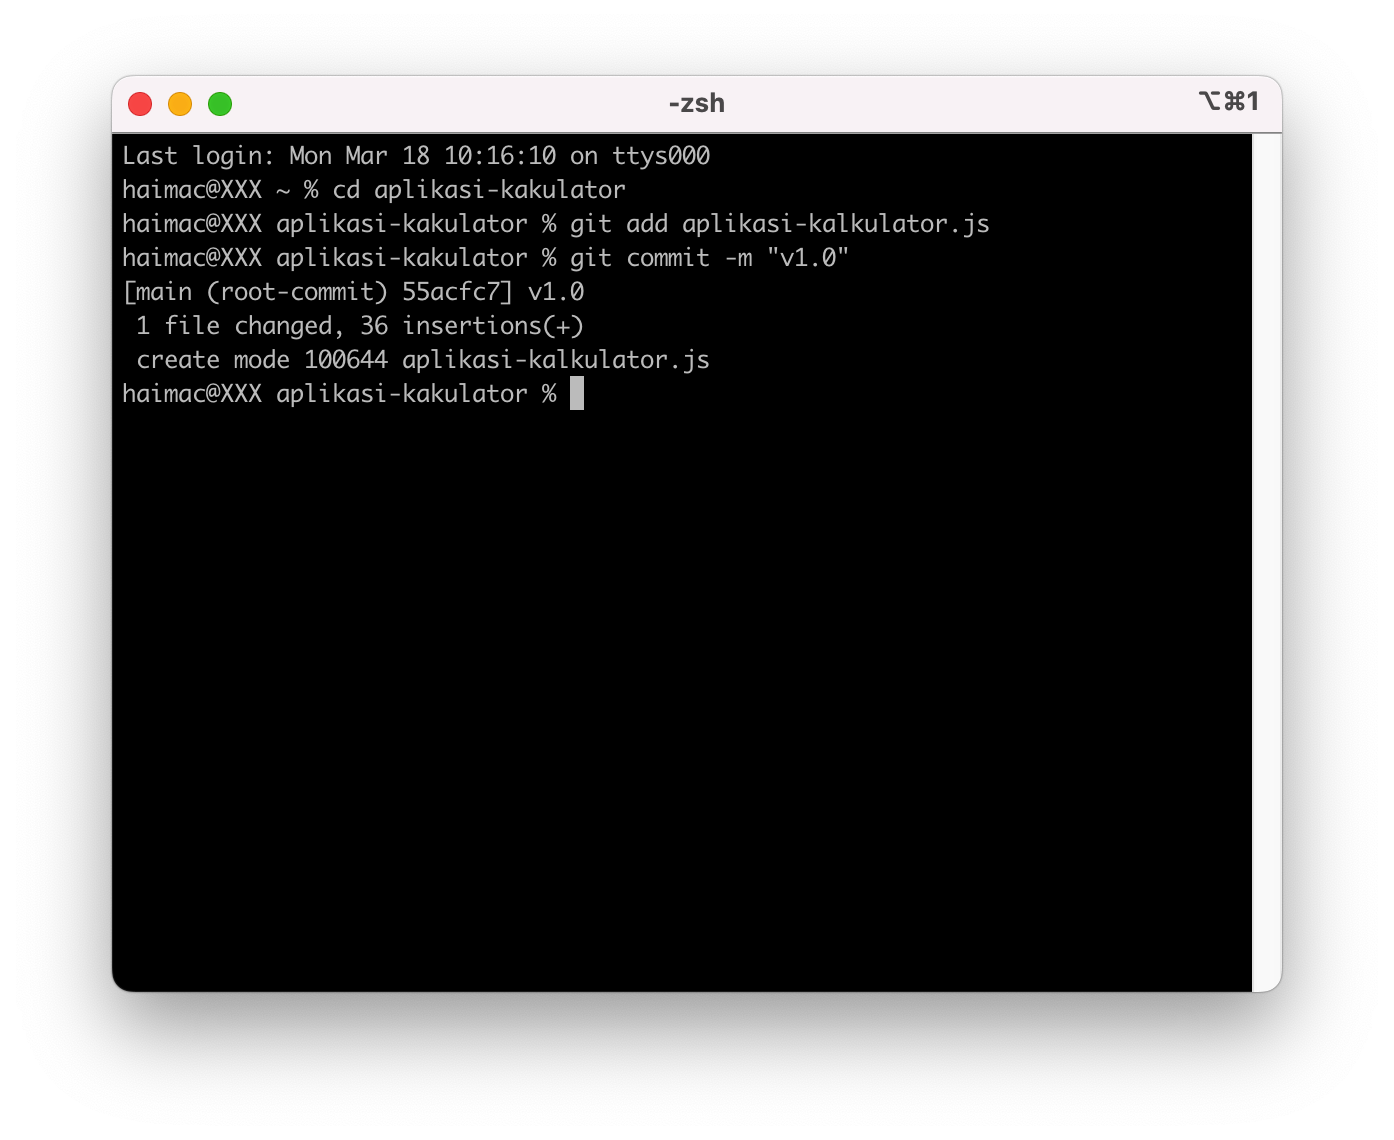 -zsh
⌥⌘1
Last login: Mon Mar 18 10:16:10 on ttys000
haimac@XXX ~ % cd aplikasi-kakulator
haimac@XXX aplikasi-kakulator % git add aplikasi-kalkulator.js
haimac@XXX aplikasi-kakulator % git commit -m "v1.0"
[main (root-commit) 55acfc7] v1.0
 1 file changed, 36 insertions(+)
 create mode 100644 aplikasi-kalkulator.js
haimac@XXX aplikasi-kakulator %